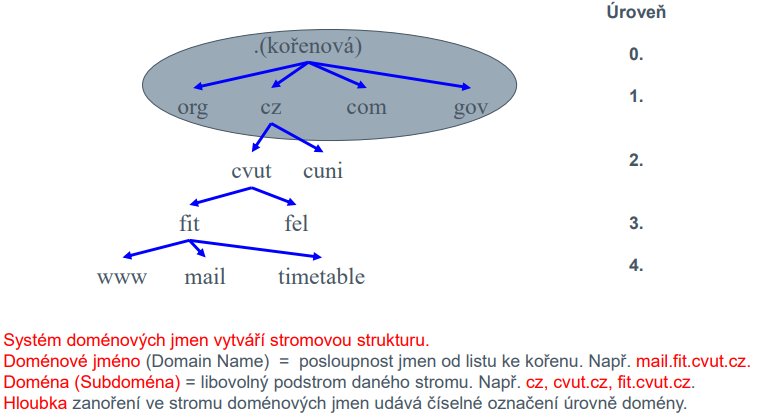 Úroveň
.(kořenová)
0.
org cz com gov
1.
cvut cuni
2.
fit fel
3.
www mail timetable
4.
Systém doménových jmen vytváří stromovou strukturu.
Doménové jméno (Domain Name) = posloupnost jmen od listu ke kořenu. Např. mail.fit.cvut.cz.
Doména (Subdoména) = libovolný podstrom daného stromu. Např. cz, cvut.cz, fit.cvut.cz.
Hloubka zanoření ve stromu doménových jmen udává číselné označení úrovně domény.